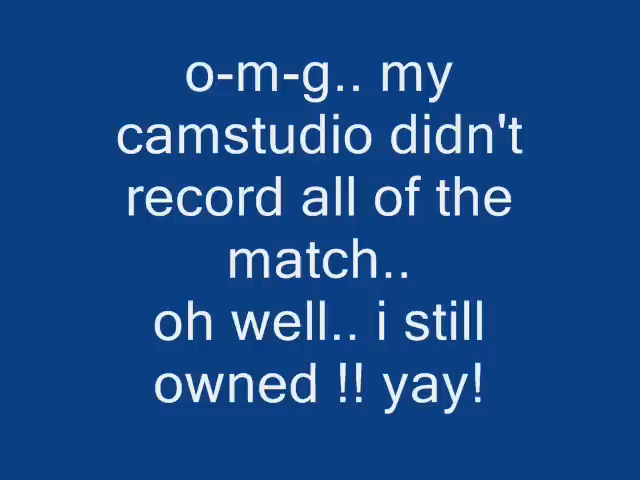 o-m-g.. my
camstudio didn't
record all of the
match..
oh well.. i still
owned !! yay!